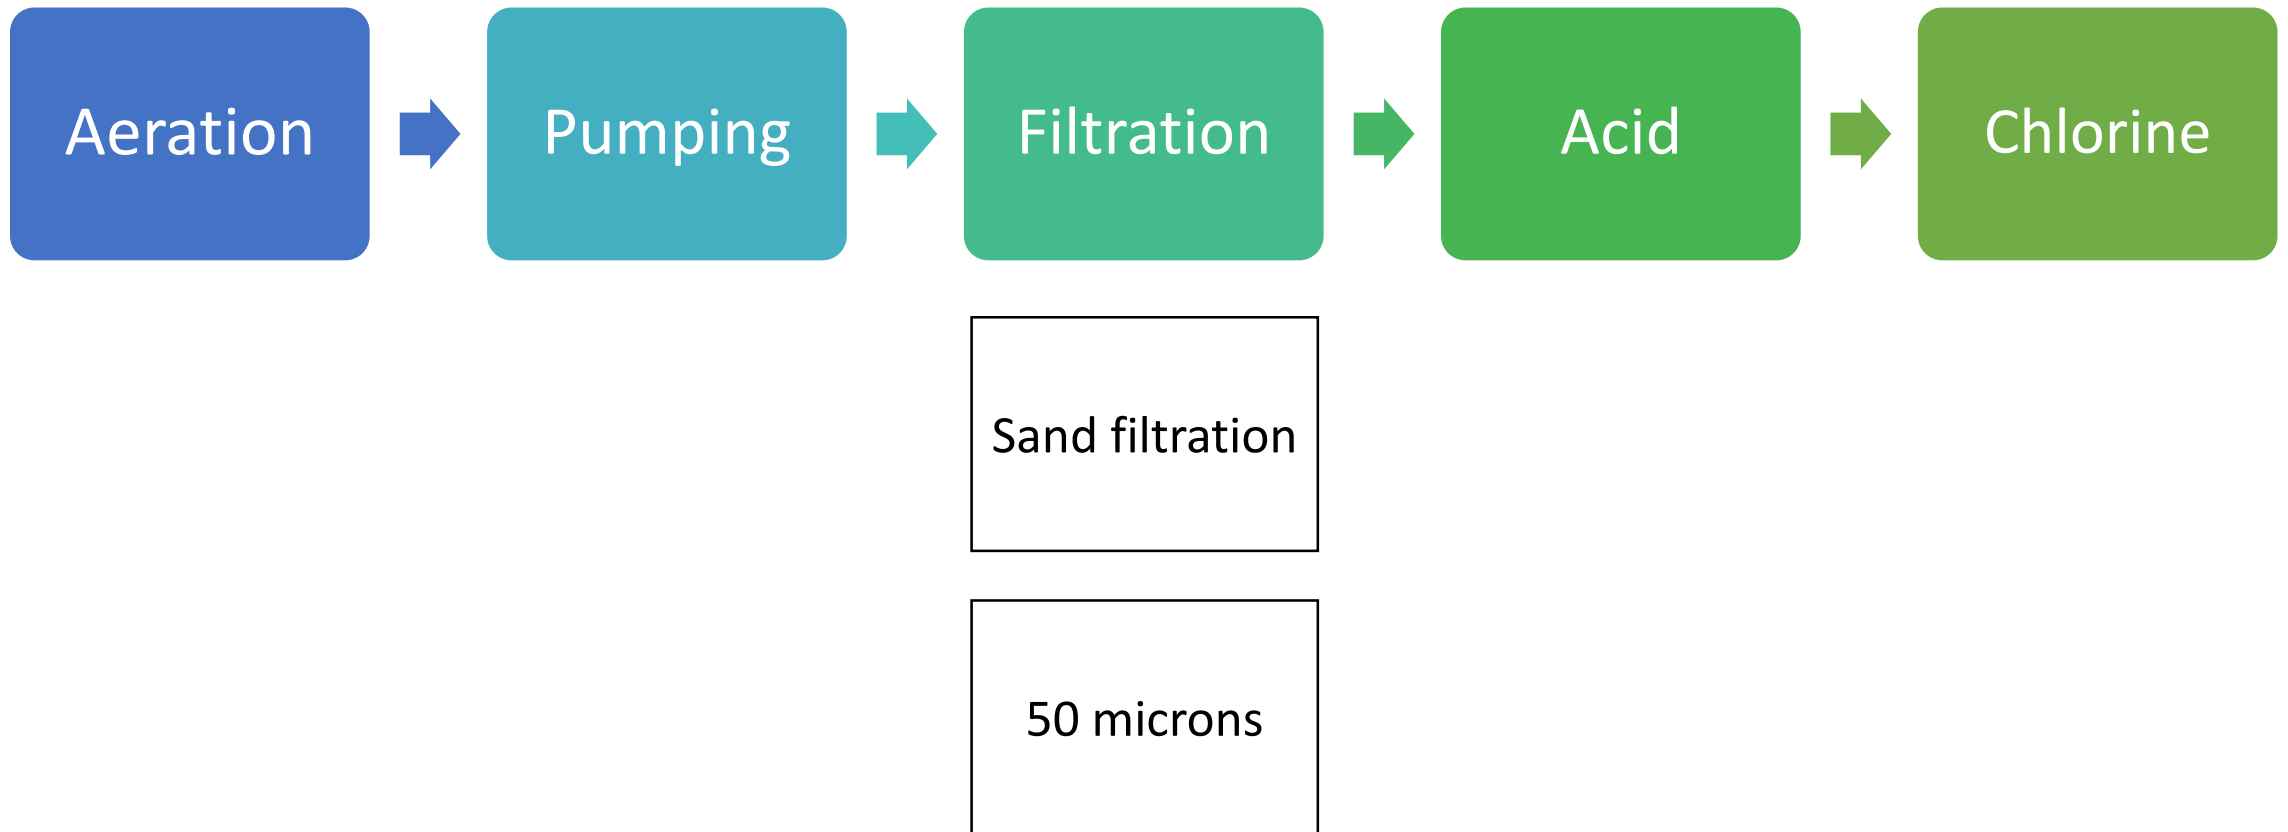 Aeration
Pumping
Filtration
Acid
Chlorine
Sand filtration
50 microns